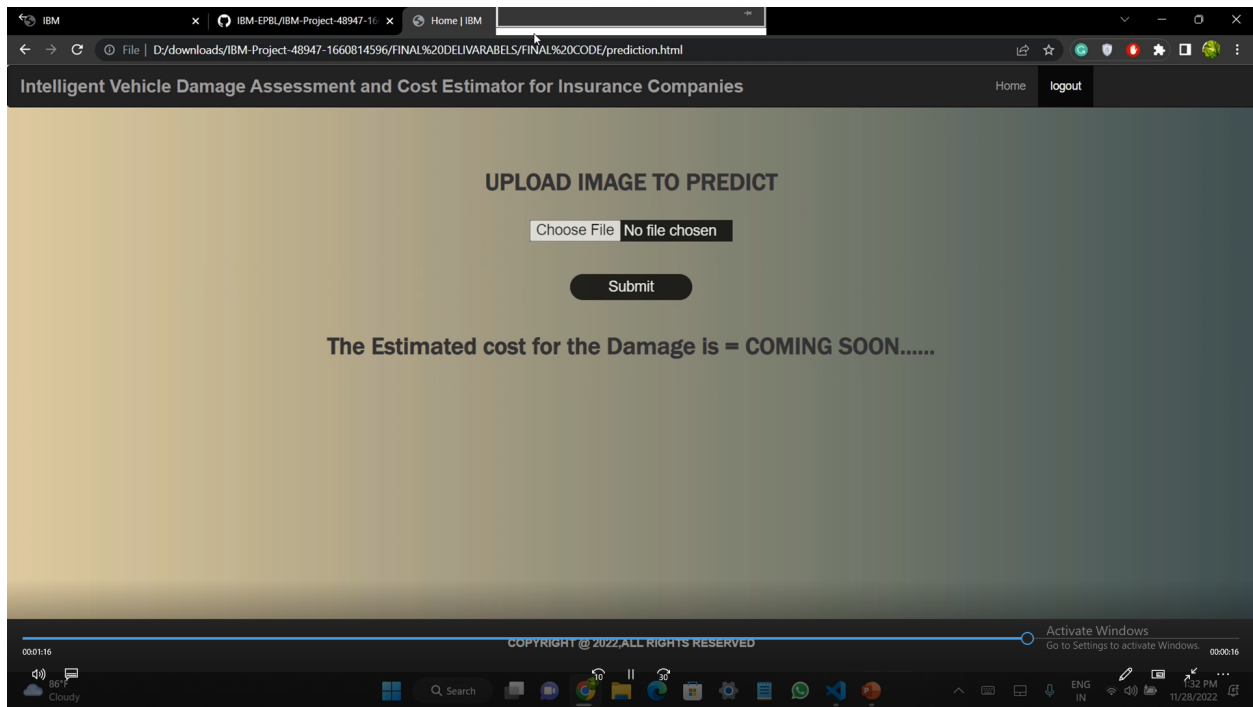 IBM
IBM-EPBL/IBM-Project-48947-16
Home | IBM
File | D:/downloads/IBM-Project-48947-1660814596/FINAL%20DELIVARABELS/FINAL%20CODE/prediction.html
Intelligent Vehicle Damage Assessment and Cost Estimator for Insurance Companies
Home
logout
UPLOAD IMAGE TO PREDICT
Choose File No file chosen
Submit
The Estimated cost for the Damage is = COMING SOON......
Activate Windows
Go to Settings to activate Windows.
COPYRIGHT @ 2022,ALL RIGHTS RESERVED
00:01:16
00:00:16
10
30
86°F
Cloudy
Search
ENG
IN
1:32 PM
11/28/2022